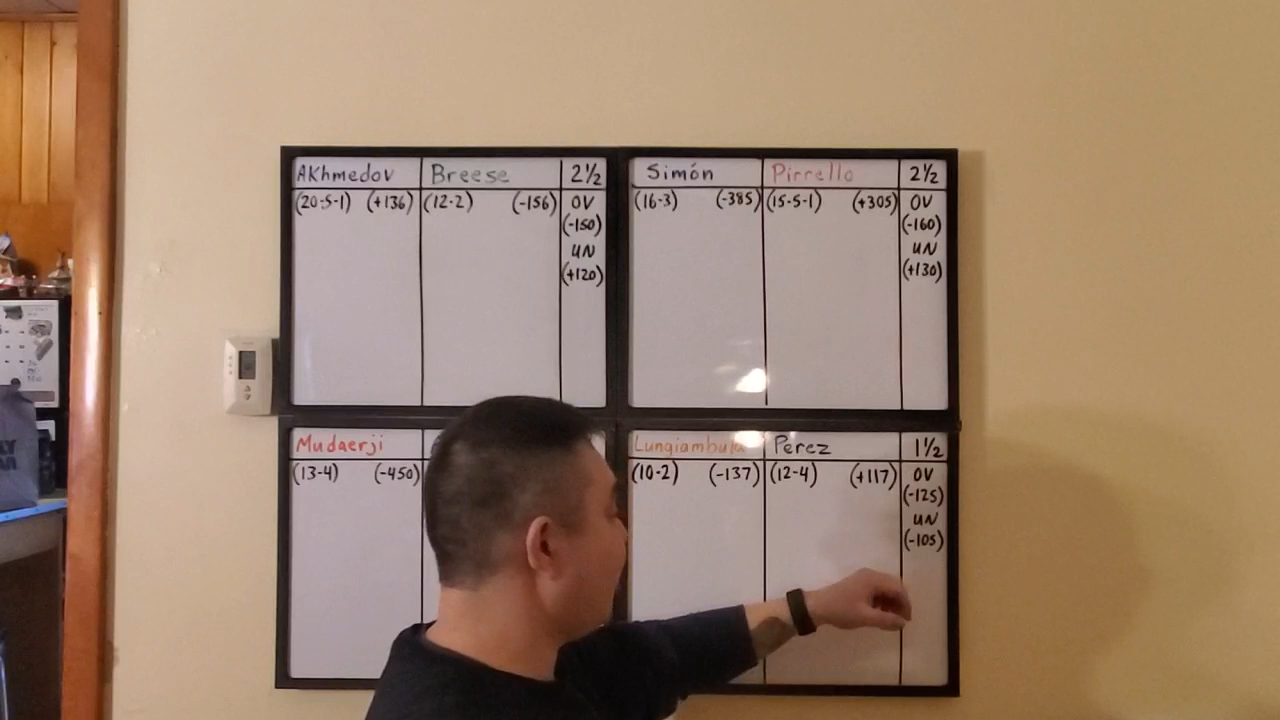 Akhmedov Breese 2½
(20-5-1) (+136) (12-2) (-156) OV
(-150)
UN
(+120)
Simón Pirrello 2½
(16-3) (-385) (15-5-1) (+305) OV
(-160)
UN
(+130)
Mudaerji
(13-4) (-450)
Lungiambula Perez 1½
(10-2) (-137) (12-4) (+117) OV
(-125)
UN
(-105)